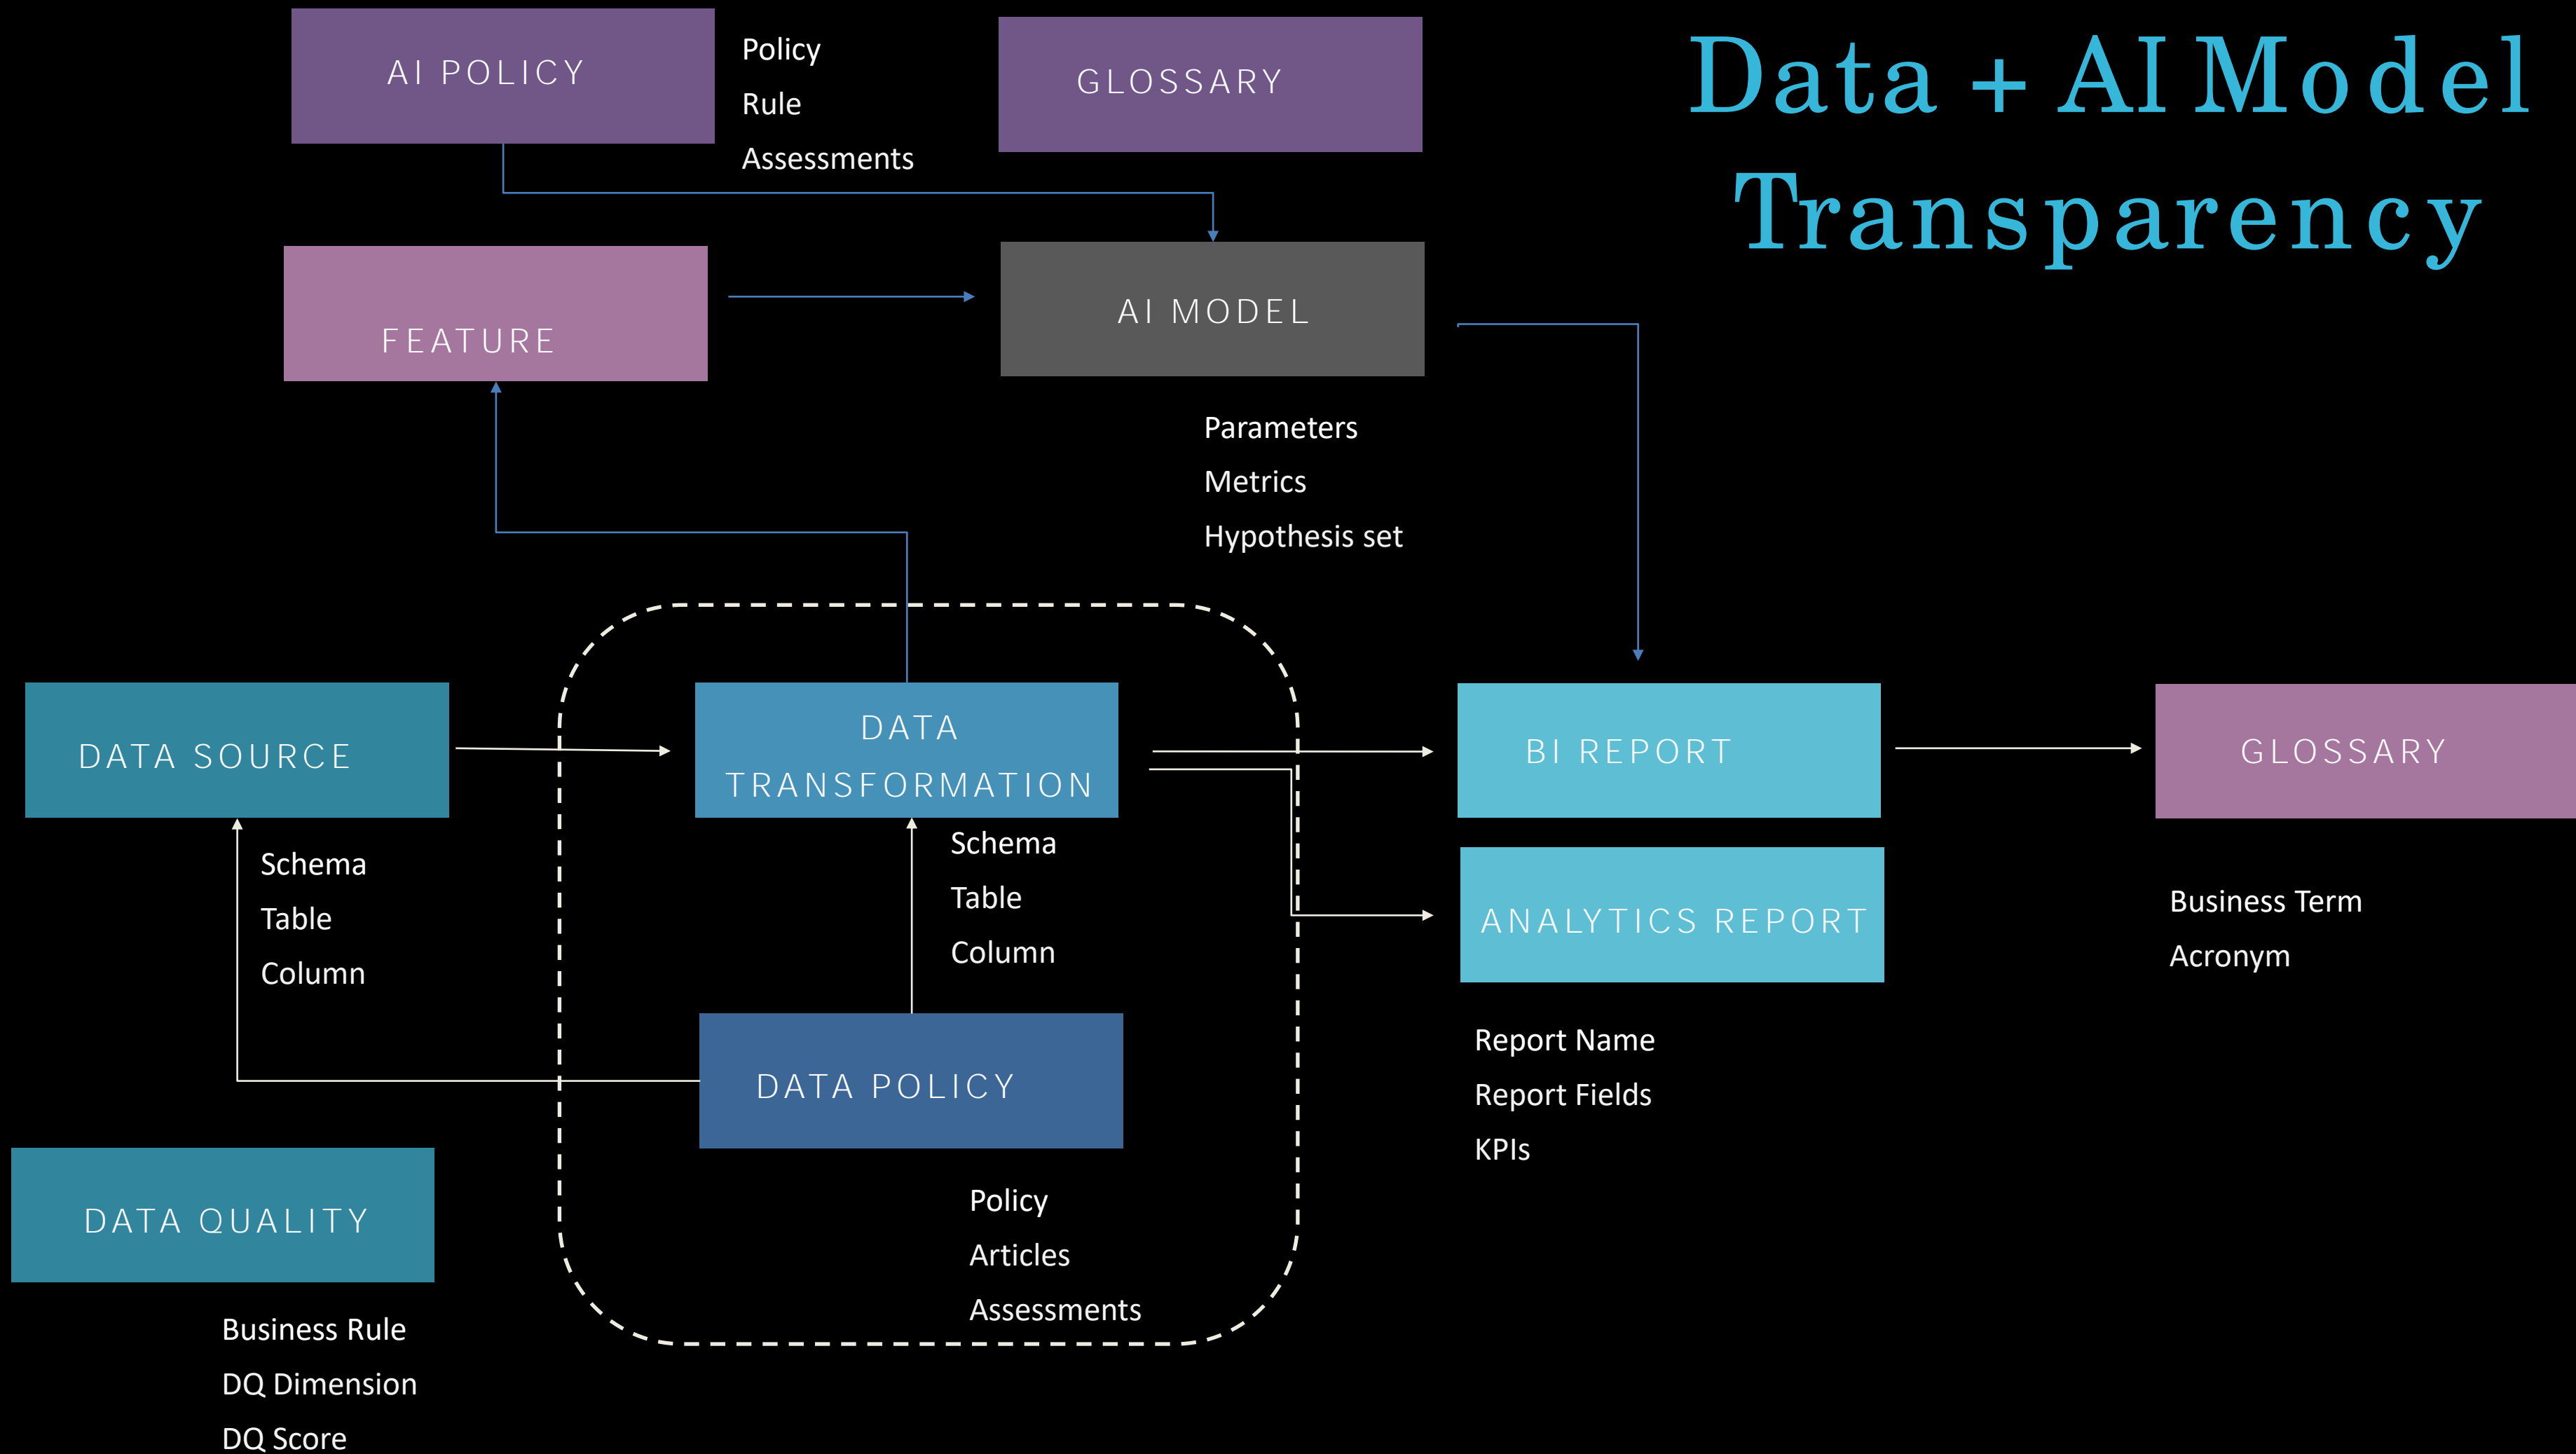 Data + AI Model
Transparency
AI POLICY
Policy
Rule
Assessments
GLOSSARY
FEATURE
AI MODEL
Parameters
Metrics
Hypothesis set
DATA SOURCE
Schema
Table
Column
DATA
TRANSFORMATION
Schema
Table
Column
BI REPORT
GLOSSARY
ANALYTICS REPORT
Business Term
Acronym
Report Name
Report Fields
KPIs
DATA POLICY
Policy
Articles
Assessments
DATA QUALITY
Business Rule
DQ Dimension
DQ Score